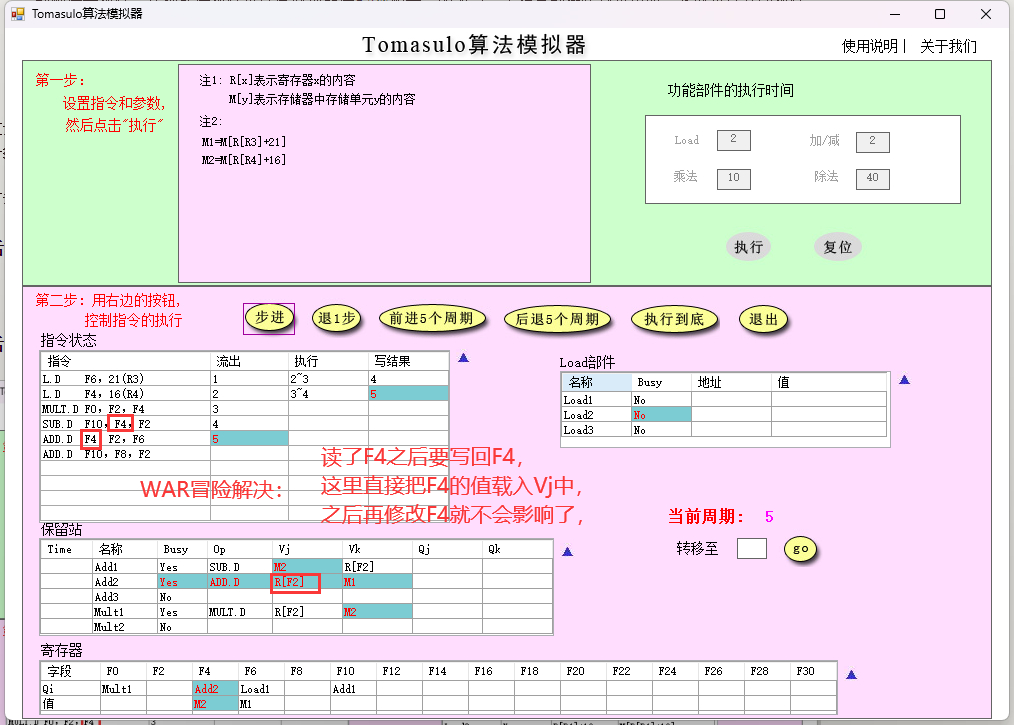 Tomasulo算法模拟器
Tomasulo算法模拟器
使用说明 | 关于我们
第一步:
设置指令和参数,
然后点击"执行"
注1: R[x]表示寄存器x的内容
M[y]表示存储器中存储单元y的内容
注2:
M1=M[R[R3]+21]
M2=M[R[R4]+16]
功能部件的执行时间
Load 2 加/减 2
乘法 10 除法 40
执行 复位
第二步: 用右边的按钮,
控制指令的执行
步进 退1步 前进5个周期 后退5个周期 执行到底 退出
指令状态
指令 流出 执行 写结果
L.D F6, 21(R3) 1 2~3 4
L.D F4, 16(R4) 2 3~4 5
MULT.D F0, F2, F4 3
SUB.D F10, F4, F2 4
ADD.D F4 F2, F6 5
ADD.D F10, F8, F2
Load部件
名称 Busy 地址 值
Load1 No
Load2 No
Load3 No
WAR冒险解决:
读了F4之后要写回F4,
这里直接把F4的值载入Vj中,
之后再修改F4就不会影响了,
当前周期: 5
转移至 go
保留站
Time 名称 Busy Op Vj Vk Qj Qk
Add1 Yes SUB.D M2 R[F2]
Add2 Yes ADD.D R[F2] M1
Add3 No
Mult1 Yes MULT.D R[F2] M2
Mult2 No
寄存器
字段 F0 F2 F4 F6 F8 F10 F12 F14 F16 F18 F20 F22 F24 F26 F28 F30
Qi Mult1 Add2 Load1 Add1
值 M2 M1